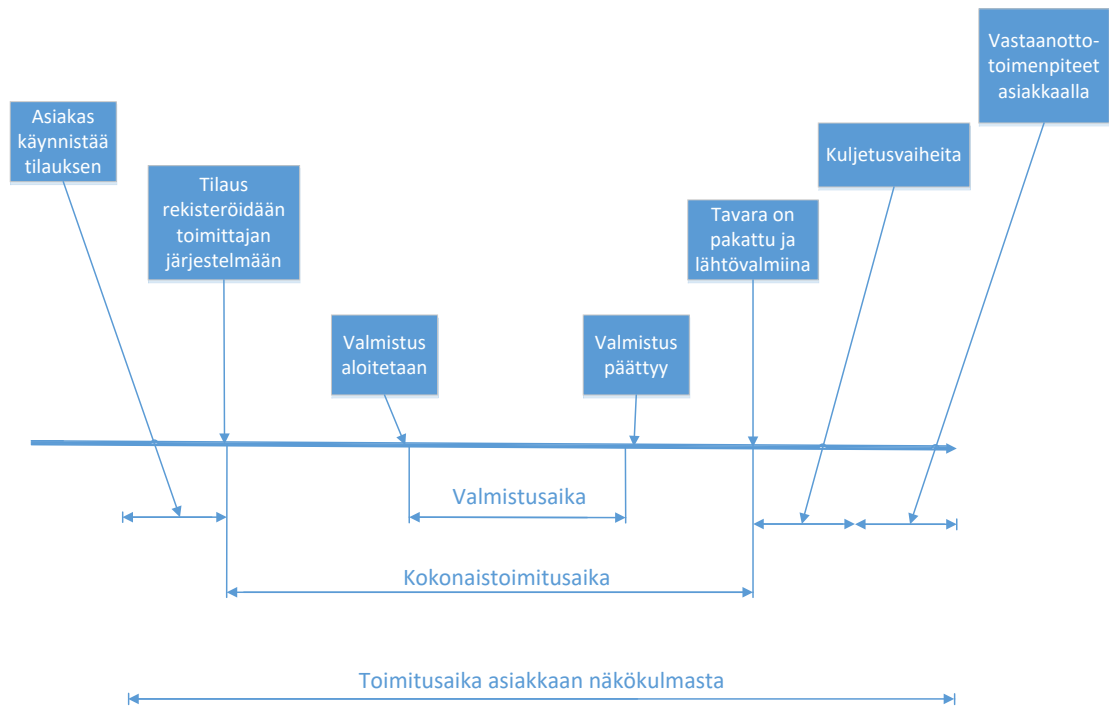 Asiakas
käynnistää
tilauksen
Tilaus
rekisteröidään
toimittajan
järjestelmään
Valmistus
aloitetaan
Valmistus
päättyy
Tavara on
pakattu ja
lähtövalmiina
Kuljetusvaiheita
Vastaanotto-
toimenpiteet
asiakkaalla
Valmistusaika
Kokonaistoimitusaika
Toimitusaika asiakkaan näkökulmasta